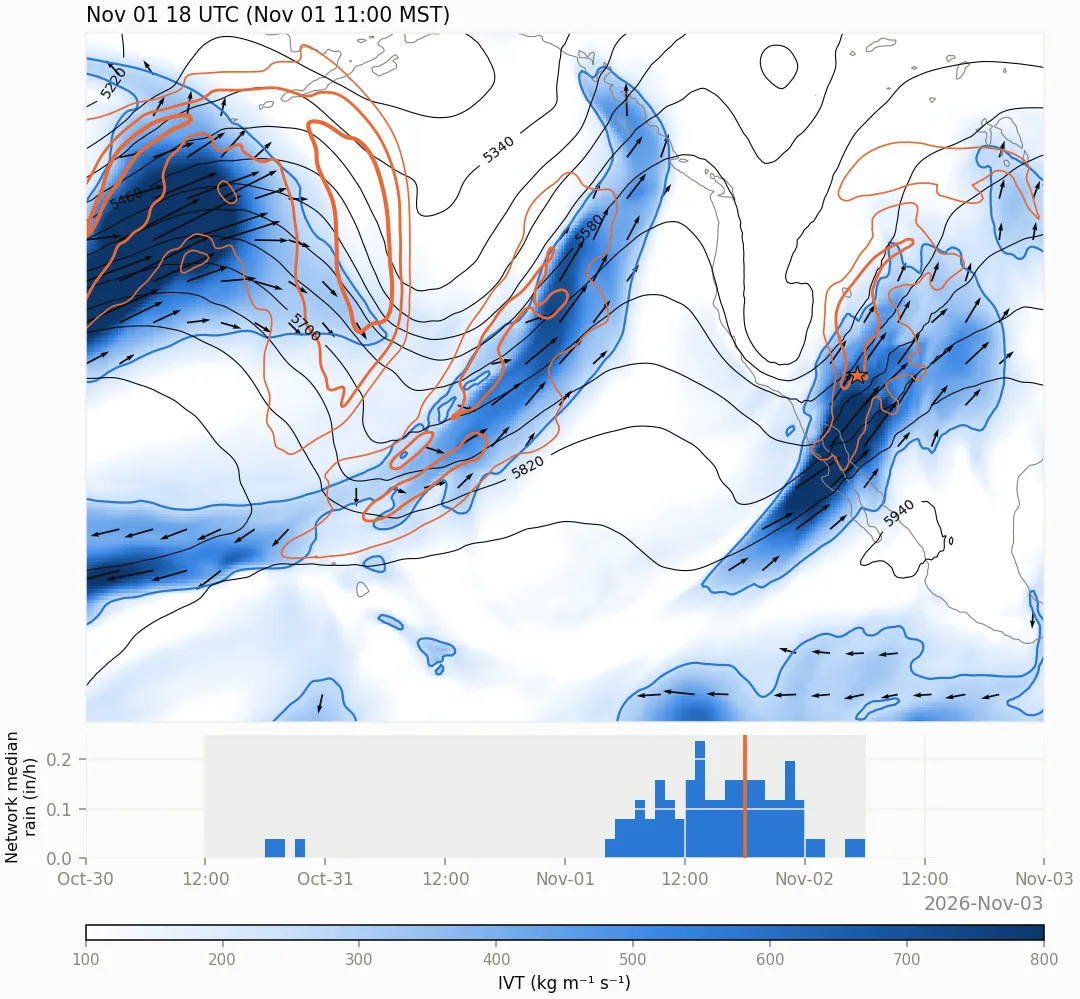 Nov 01 18 UTC (Nov 01 11:00 MST)
5220
5340
5460
5580
5700
5820
5940
Network median
rain (in/h)
0.2
0.1
0.0
Oct-30
12:00
Oct-31
12:00
Nov-01
12:00
Nov-02
12:00
Nov-03
2026-Nov-03
100
200
300
400
500
600
700
800
IVT (kg m⁻¹ s⁻¹)